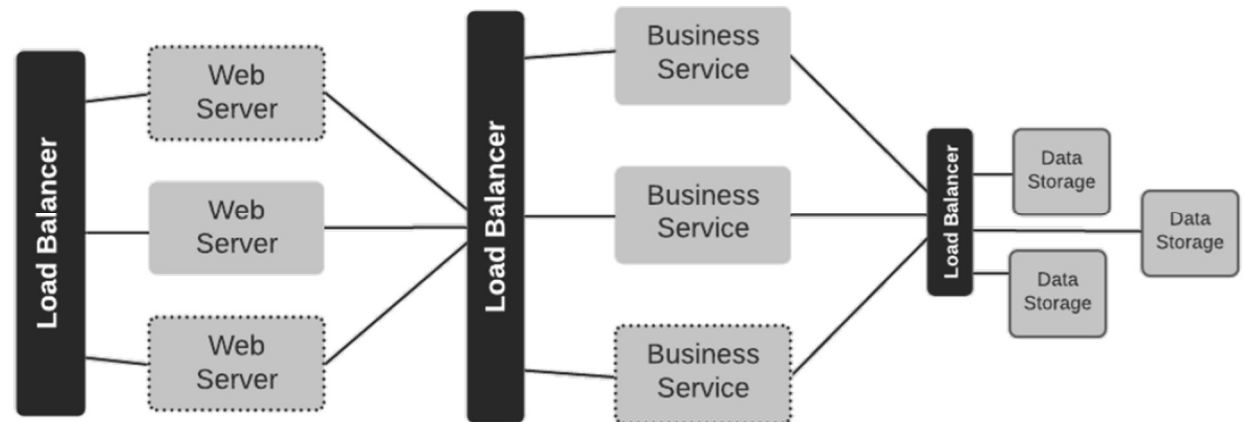 Load Balancer
Web
Server
Web
Server
Web
Server
Load Balancer
Business
Service
Business
Service
Business
Service
Load Balancer
Data
Storage
Data
Storage
Data
Storage